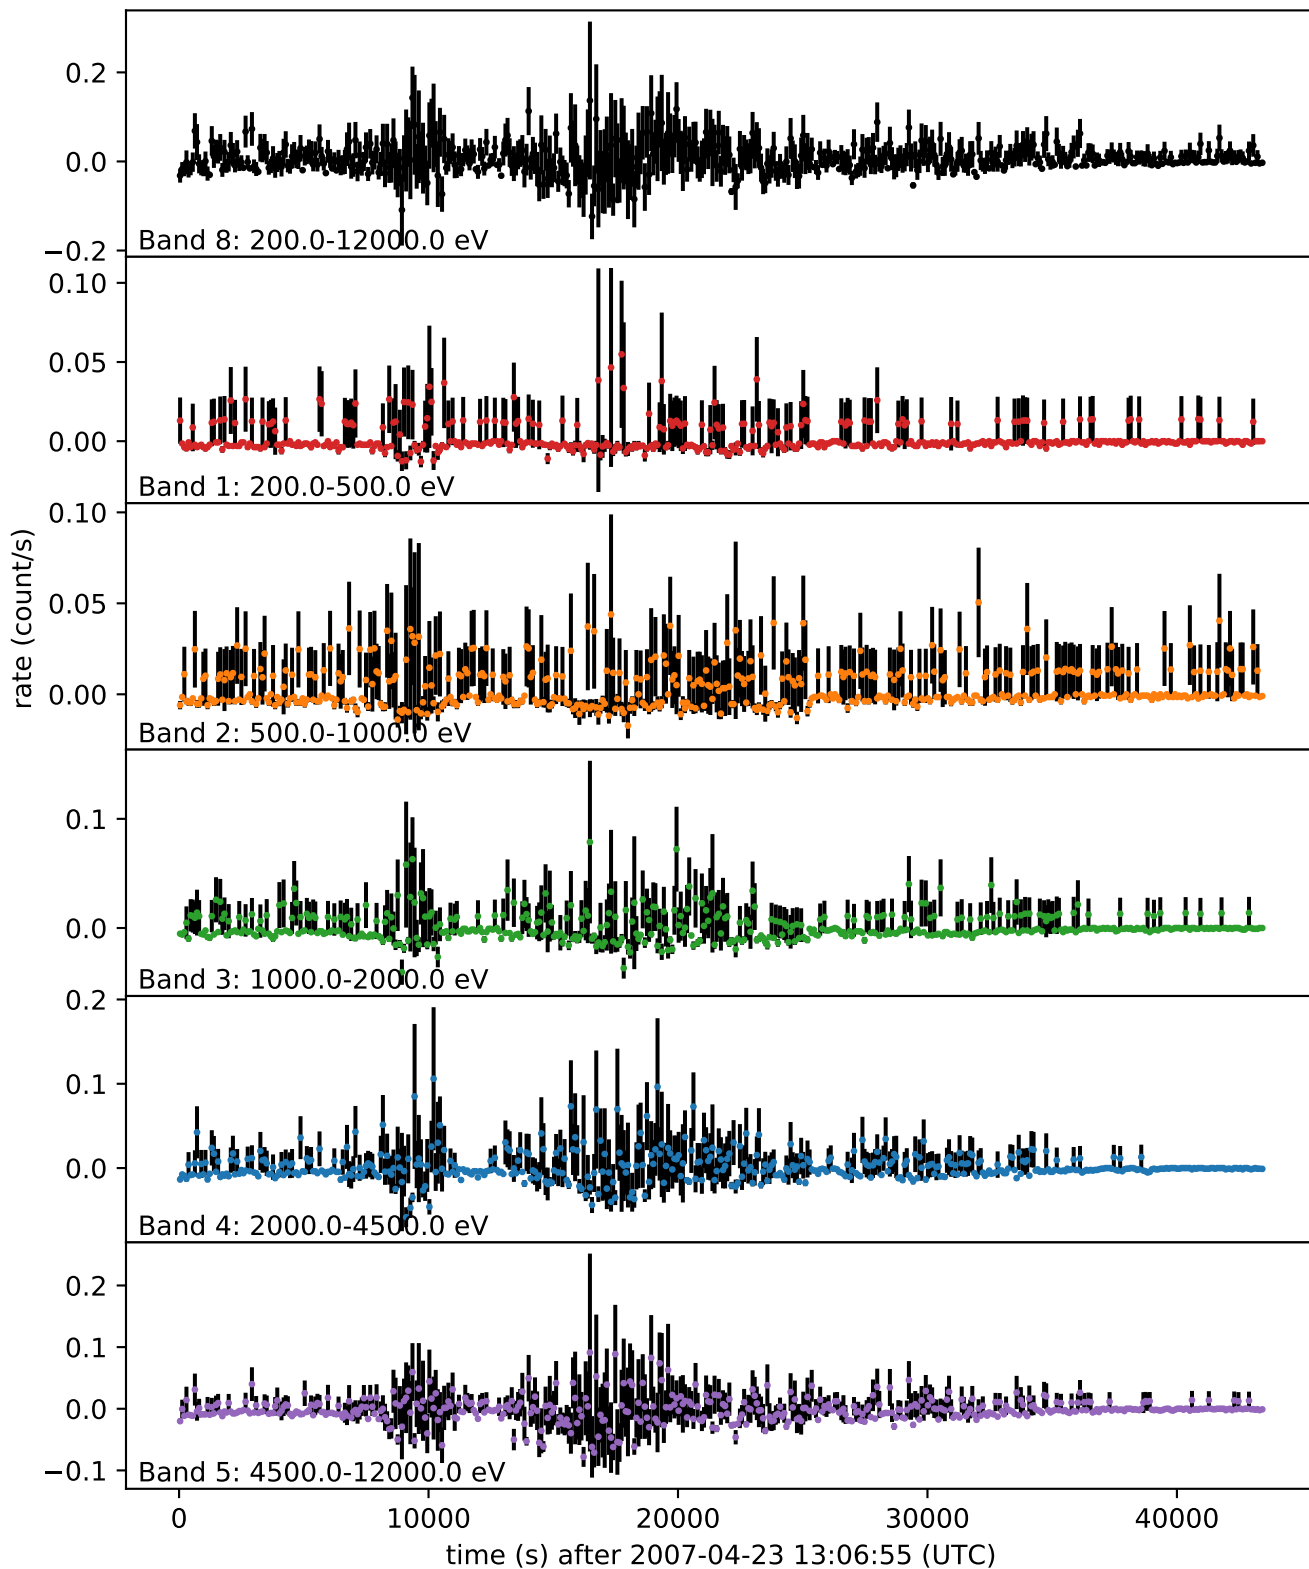 0.2
0.0
−0.2
Band 8: 200.0-12000.0 eV
0.10
0.05
0.00
Band 1: 200.0-500.0 eV
rate (count/s)
0.10
0.05
0.00
Band 2: 500.0-1000.0 eV
0.1
0.0
Band 3: 1000.0-2000.0 eV
0.2
0.1
0.0
Band 4: 2000.0-4500.0 eV
0.2
0.1
0.0
−0.1
Band 5: 4500.0-12000.0 eV
0 10000 20000 30000 40000
time (s) after 2007-04-23 13:06:55 (UTC)